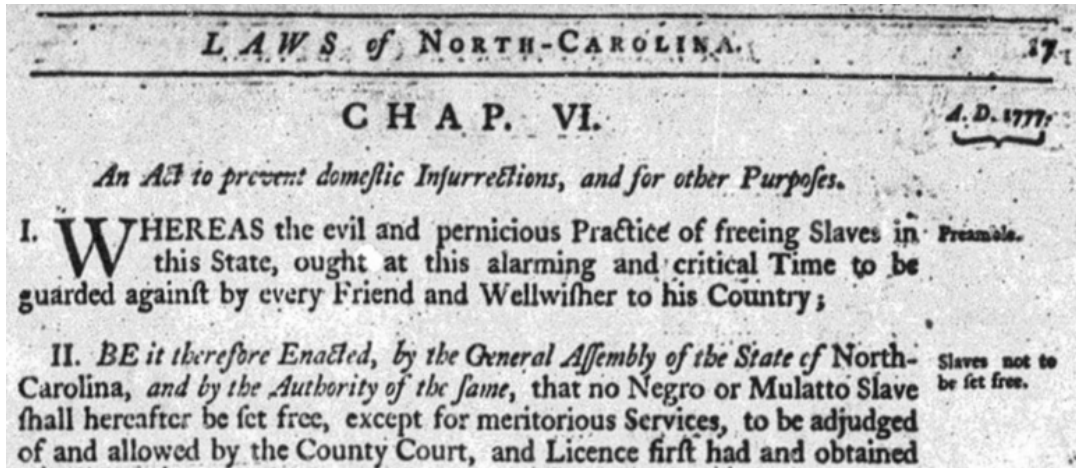 LAWS of NORTH-CAROLINA. 17
CHAP. VI.
A. D. 1777.
An Act to prevent domeſtic Inſurrections, and for other Purpoſes.
I. WHEREAS the evil and pernicious Practice of freeing Slaves in
Preamble.
this State, ought at this alarming and critical Time to be
guarded againſt by every Friend and Wellwiſher to his Country;
II. BE it therefore Enacted, by the General Aſſembly of the State of North-
Slaves not to
Carolina, and by the Authority of the ſame, that no Negro or Mulatto Slave
be ſet free.
ſhall hereafter be ſet free, except for meritorious Services, to be adjudged
of and allowed by the County Court, and Licence firſt had and obtained